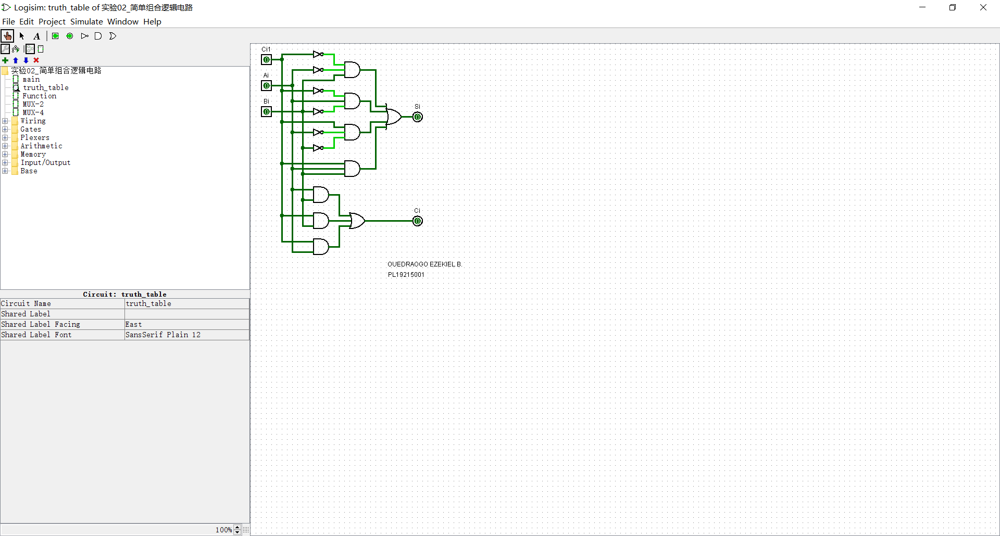 Logisim: truth_table of 实验02_简单组合逻辑电路
File Edit Project Simulate Window Help
A
实验02_简单组合逻辑电路
main
truth_table
Function
MUX-2
MUX-4
Wiring
Gates
Plexers
Arithmetic
Memory
Input/Output
Base
Circuit: truth_table
Circuit Name truth_table
Shared Label
Shared Label Facing East
Shared Label Font SansSerif Plain 12
100%
Ci1
0
Ai
0
Bi
0
Si
0
Ci
0
OUEDRAOGO EZEKIEL B.
PL19215001